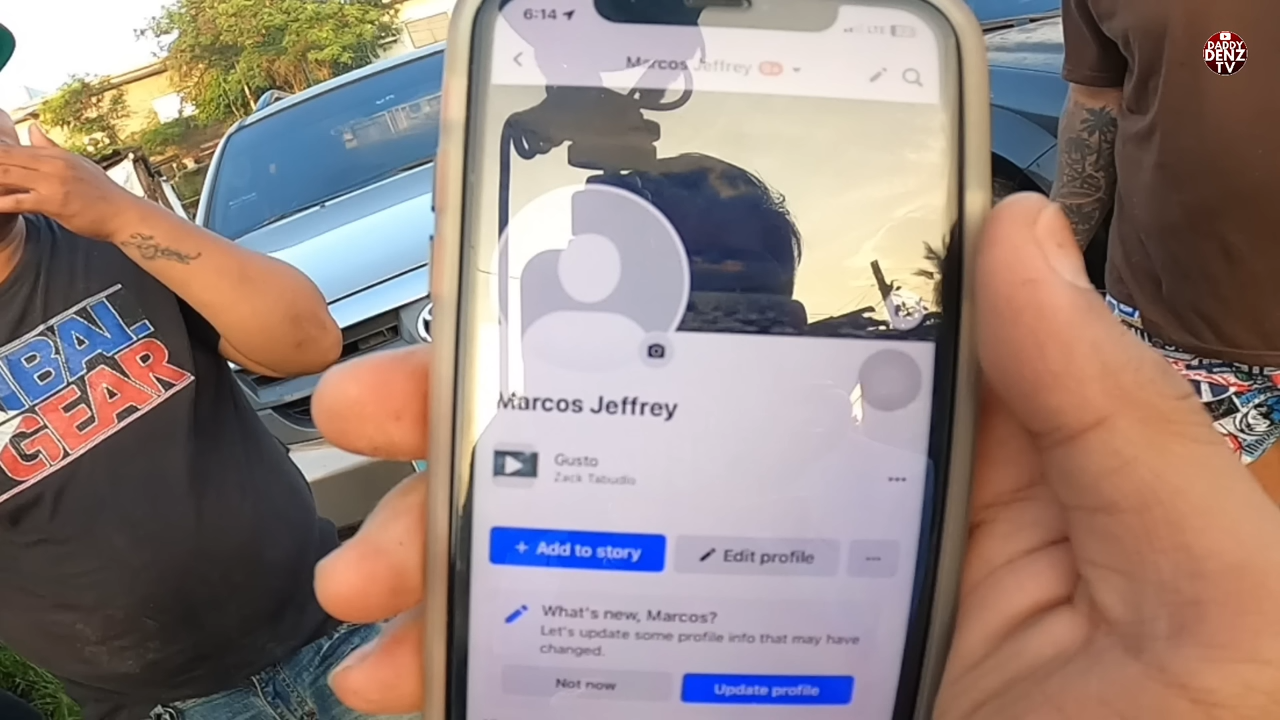 6:14
LTE
Marcos Jeffrey
DADDY
DENZ
TV
BAL
GEAR
Marcos Jeffrey
Gusto
Zack Tabudlo
+ Add to story
Edit profile
What's new, Marcos?
Let's update some profile info that may have
changed.
Not now
Update profile